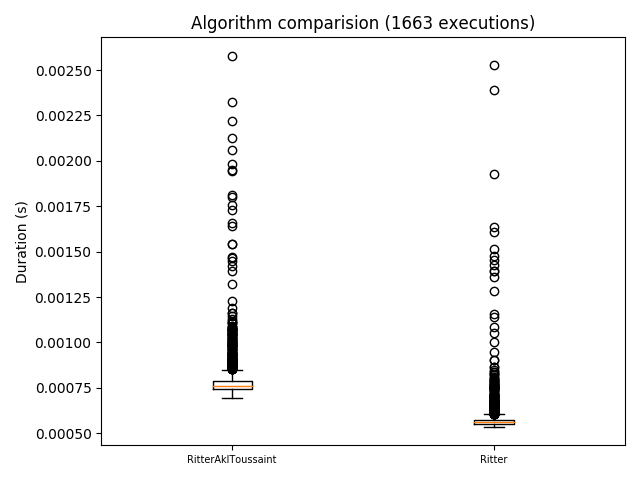 Algorithm comparision (1663 executions)
Duration (s)
0.00250
0.00225
0.00200
0.00175
0.00150
0.00125
0.00100
0.00075
0.00050
RitterAklToussaint
Ritter